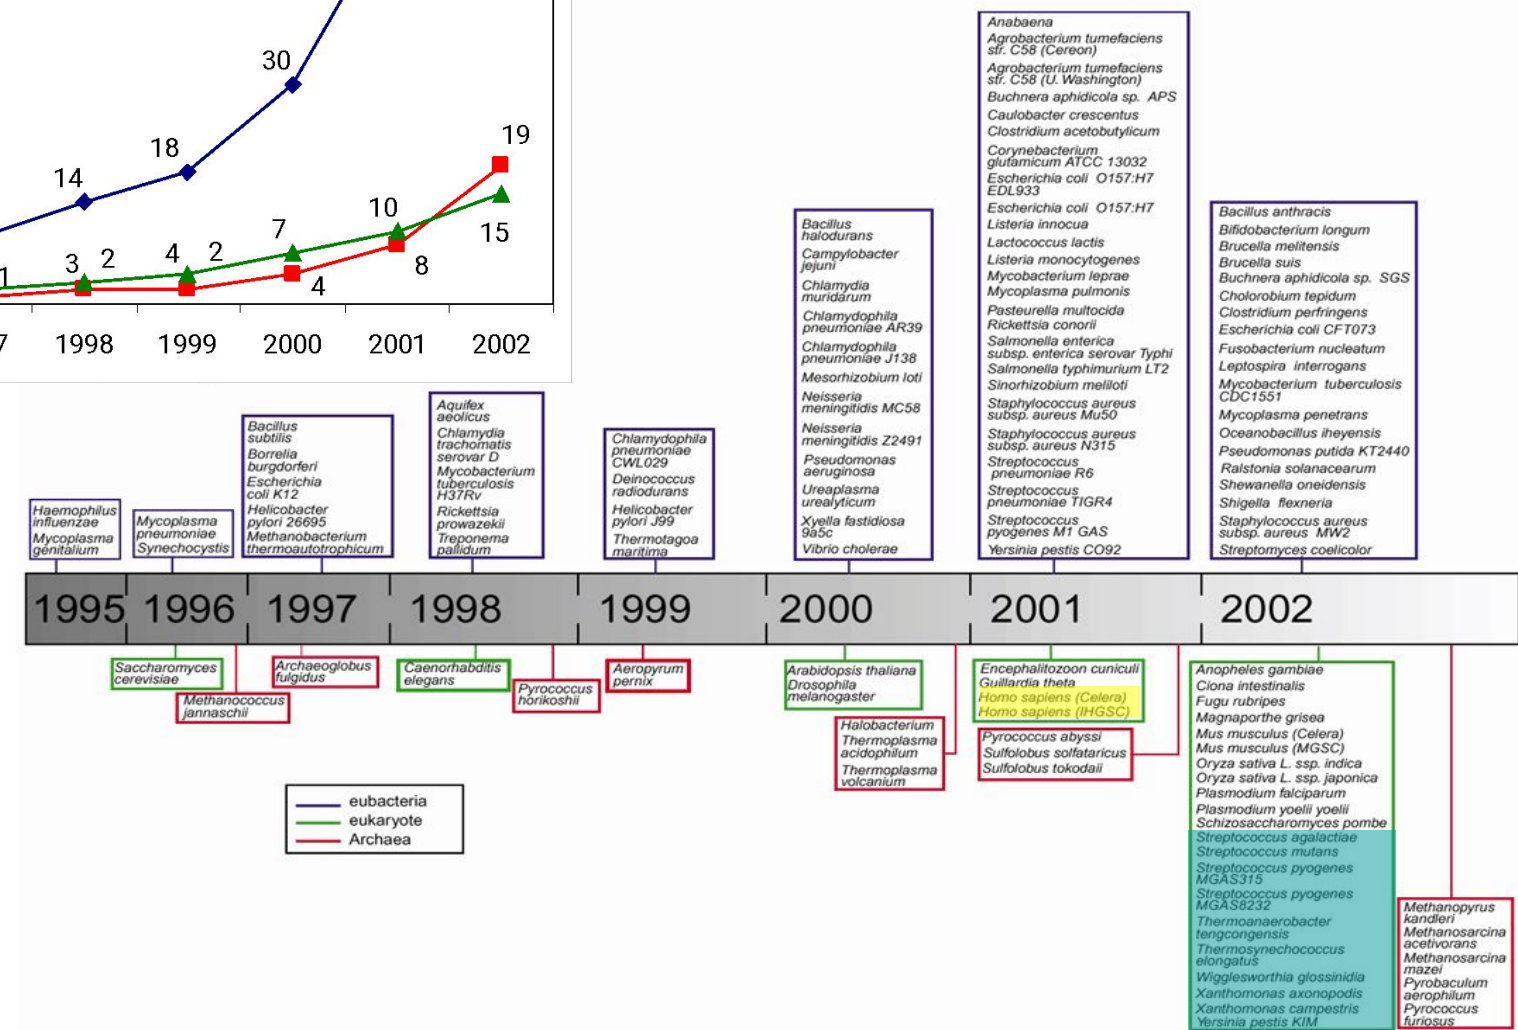 30
18
14
19
10
7
4
2
3
2
1
15
8
4
7
1998
1999
2000
2001
2002
Haemophilus
influenzae
Mycoplasma
genitalium
Mycoplasma
pneumoniae
Synechocystis
Bacillus
subtilis
Borrelia
burgdorferi
Escherichia
coli K12
Helicobacter
pylori 26695
Methanobacterium
thermoautotrophicum
Aquifex
aeolicus
Chlamydia
trachomatis
serovar D
Mycobacterium
tuberculosis
H37Rv
Rickettsia
prowazekii
Treponema
pallidum
Chlamydophila
pneumoniae
CWL029
Deinococcus
radiodurans
Helicobacter
pylori J99
Thermotagoa
maritima
Bacillus
halodurans
Campylobacter
jejuni
Chlamydia
muridarum
Chlamydophila
pneumoniae AR39
Chlamydophila
pneumoniae J138
Mesorhizobium loti
Neisseria
meningitidis MC58
Neisseria
meningitidis Z2491
Pseudomonas
aeruginosa
Ureaplasma
urealyticum
Xyella fastidiosa
9a5c
Vibrio cholerae
Anabaena
Agrobacterium tumefaciens
str. C58 (Cereon)
Agrobacterium tumefaciens
str. C58 (U. Washington)
Buchnera aphidicola sp. APS
Caulobacter crescentus
Clostridium acetobutylicum
Corynebacterium
glutamicum ATCC 13032
Escherichia coli O157:H7
EDL933
Escherichia coli O157:H7
Listeria innocua
Lactococcus lactis
Listeria monocytogenes
Mycobacterium leprae
Mycoplasma pulmonis
Pasteurella multocida
Rickettsia conorii
Salmonella enterica
subsp. enterica serovar Typhi
Salmonella typhimurium LT2
Sinorhizobium meliloti
Staphylococcus aureus
subsp. aureus Mu50
Staphylococcus aureus
subsp. aureus N315
Streptococcus
pneumoniae R6
Streptococcus
pneumoniae TIGR4
Streptococcus
pyogenes M1 GAS
Yersinia pestis CO92
Bacillus anthracis
Bifidobacterium longum
Brucella melitensis
Brucella suis
Buchnera aphidicola sp. SGS
Cholorobium tepidum
Clostridium perfringens
Escherichia coli CFT073
Fusobacterium nucleatum
Leptospira interrogans
Mycobacterium tuberculosis
CDC1551
Mycoplasma penetrans
Oceanobacillus iheyensis
Pseudomonas putida KT2440
Ralstonia solanacearum
Shewanella oneidensis
Shigella flexneria
Staphylococcus aureus
subsp. aureus MW2
Streptomyces coelicolor
1995
1996
1997
1998
1999
2000
2001
2002
Saccharomyces
cerevisiae
Methanococcus
jannaschii
Archaeoglobus
fulgidus
Caenorhabditis
elegans
Pyrococcus
horikoshii
Aeropyrum
pernix
Arabidopsis thaliana
Drosophila
melanogaster
Halobacterium
Thermoplasma
acidophilum
Thermoplasma
volcanium
Encephalitozoon cuniculi
Guillardia theta
Homo sapiens (Celera)
Homo sapiens (IHGSC)
Pyrococcus abyssi
Sulfolobus solfataricus
Sulfolobus tokodaii
Anopheles gambiae
Ciona intestinalis
Fugu rubripes
Magnaporthe grisea
Mus musculus (Celera)
Mus musculus (MGSC)
Oryza sativa L. ssp. indica
Oryza sativa L. ssp. japonica
Plasmodium falciparum
Plasmodium yoelii yoelii
Schizosaccharomyces pombe
Streptococcus agalactiae
Streptococcus mutans
Streptococcus pyogenes
MGAS315
Streptococcus pyogenes
MGAS8232
Thermoanaerobacter
tengcongensis
Thermosynechococcus
elongatus
Wigglesworthia glossinidia
Xanthomonas axonopodis
Xanthomonas campestris
Yersinia pestis KIM
Methanopyrus
kandleri
Methanosarcina
acetivorans
Methanosarcina
mazei
Pyrobaculum
aerophilum
Pyrococcus
furiosus
eubacteria
eukaryote
Archaea